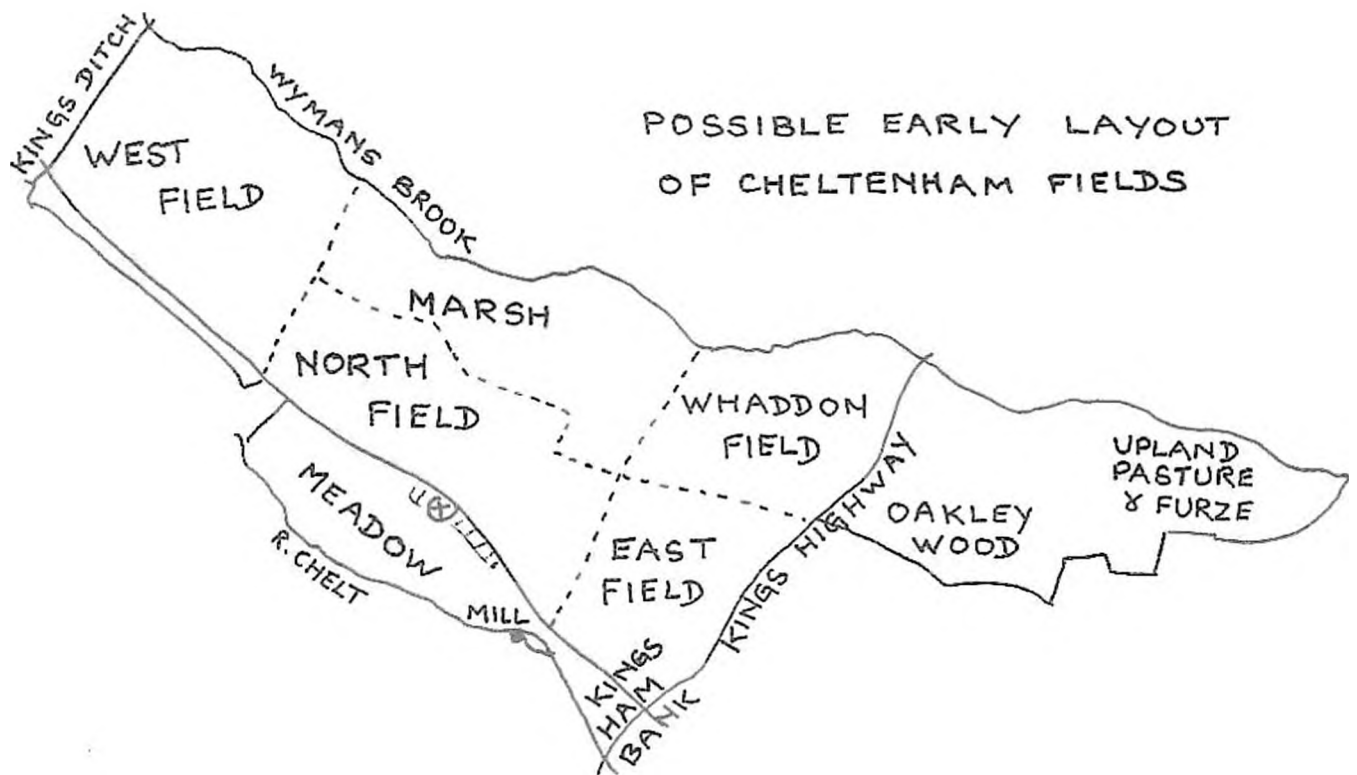 POSSIBLE EARLY LAYOUT
OF CHELTENHAM FIELDS
KINGS DITCH
WYMANS BROOK
WEST
FIELD
MARSH
NORTH
FIELD
WHADDON
FIELD
UPLAND
PASTURE
& FURZE
OAKLEY
WOOD
KINGS HIGHWAY
MEADOW
R. CHELT
EAST
FIELD
MILL
KINGS
HAM
BANK